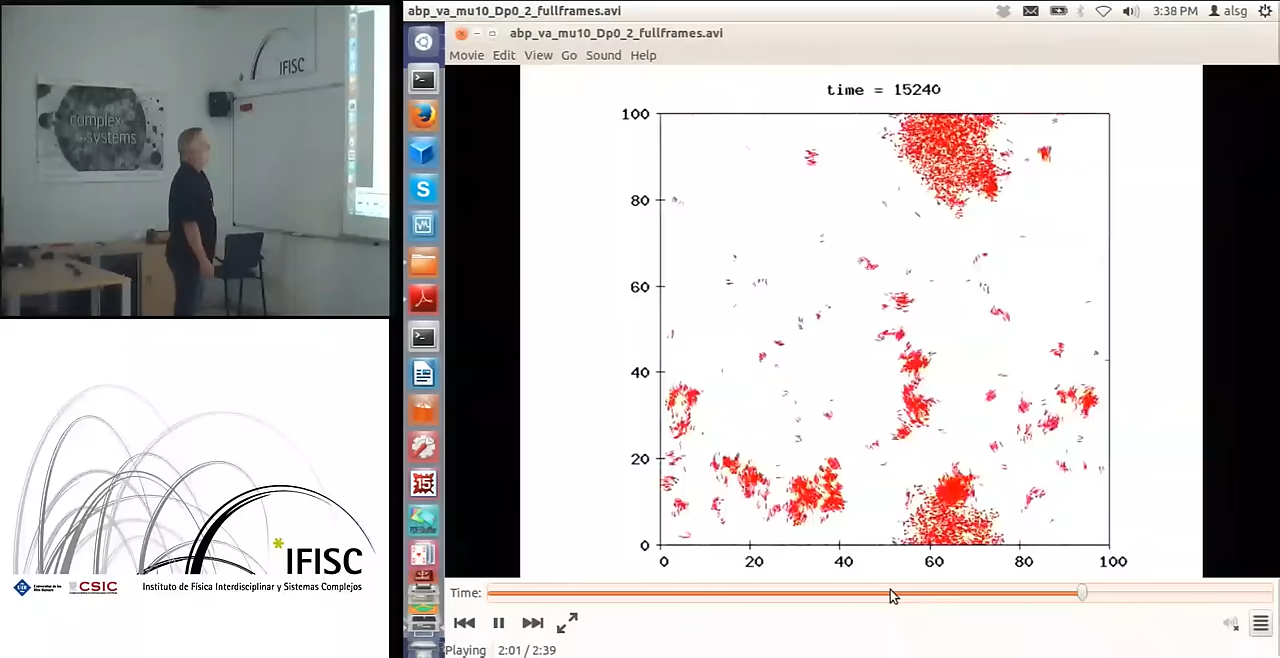 abp_va_mu10_Dp0_2_fullframes.avi
3:38 PM
alsg
abp_va_mu10_Dp0_2_fullframes.avi
Movie Edit View Go Sound Help
IFISC
complex
systems
time = 15240
100
80
60
40
20
0
0 20 40 60 80 100
S
15
IFISC
CSIC
Instituto de Física Interdisciplinar y Sistemas Complejos
Time:
Playing 2:01 / 2:39